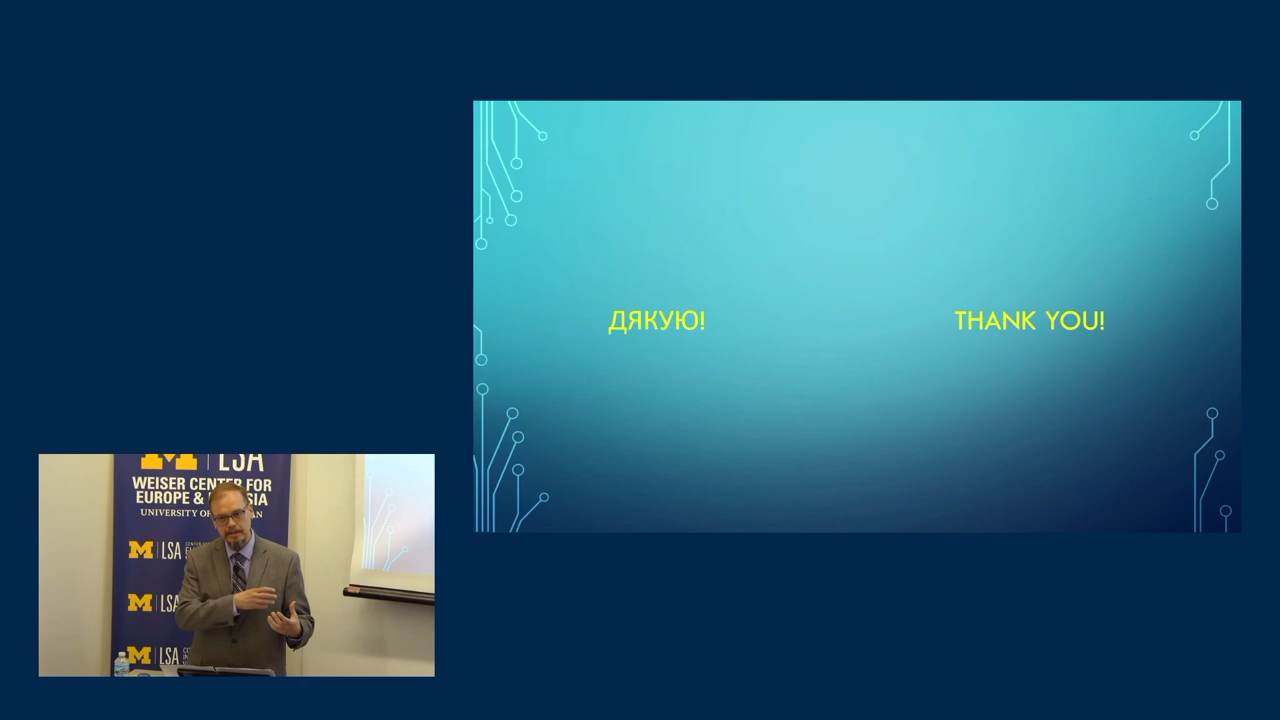 ДЯКУЮ!
THANK YOU!
M LSA
WEISER CENTER FOR
EUROPE &
UNIVERSITY OF
M LSA
M LSA
M LSA